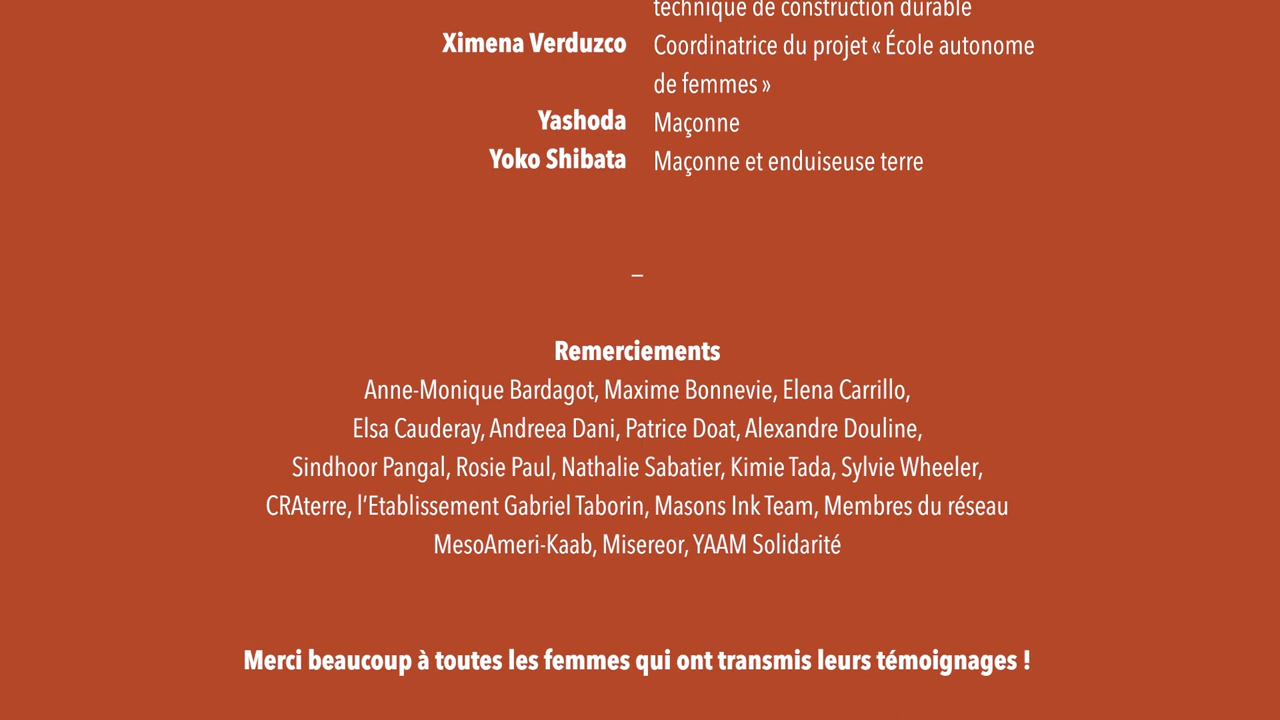 technique de construction durable
Ximena Verduzco Coordinatrice du projet « École autonome
de femmes »
Yashoda Maçonne
Yoko Shibata Maçonne et enduiseuse terre
–
Remerciements
Anne-Monique Bardagot, Maxime Bonnevie, Elena Carrillo,
Elsa Cauderay, Andreea Dani, Patrice Doat, Alexandre Douline,
Sindhoor Pangal, Rosie Paul, Nathalie Sabatier, Kimie Tada, Sylvie Wheeler,
CRAterre, l’Etablissement Gabriel Taborin, Masons Ink Team, Membres du réseau
MesoAmeri-Kaab, Misereor, YAAM Solidarité
Merci beaucoup à toutes les femmes qui ont transmis leurs témoignages !